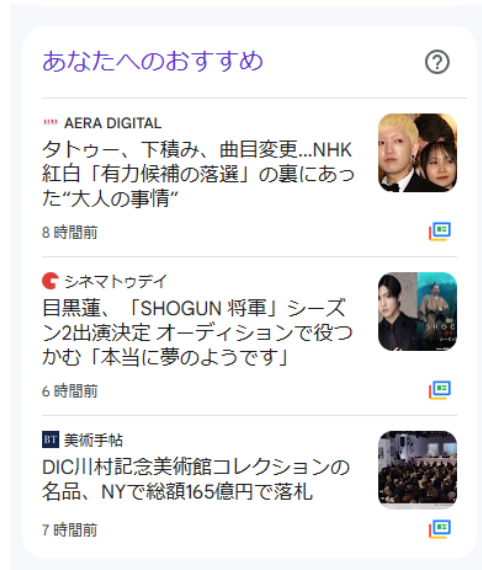 あなたへのおすすめ
AERA DIGITAL
タトゥー、下積み、曲目変更...NHK
紅白「有力候補の落選」の裏にあっ
た“大人の事情“
8 時間前
シネマトゥデイ
目黒蓮、「SHOGUN 将軍」シーズ
ン2出演決定 オーディションで役つ
かむ「本当に夢のようです」
6 時間前
BT 美術手帖
DIC川村記念美術館コレクションの
名品、NYで総額165億円で落札
7 時間前